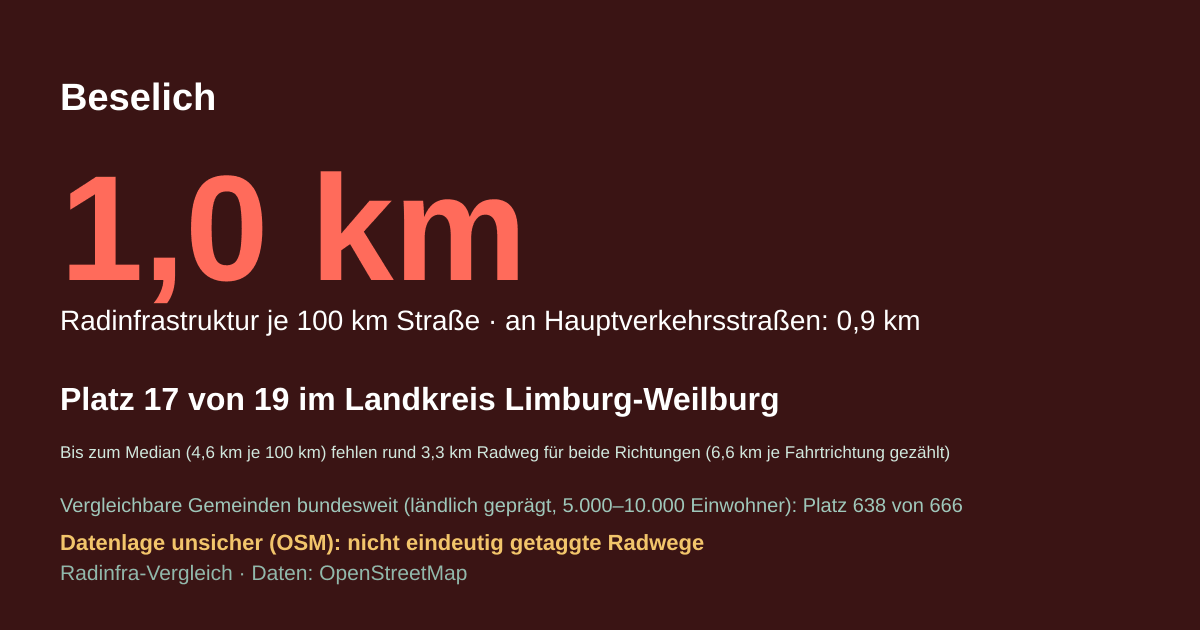 Beselich
1,0 km
Radinfrastruktur je 100 km Straße · an Hauptverkehrsstraßen: 0,9 km
Platz 17 von 19 im Landkreis Limburg-Weilburg
Bis zum Median (4,6 km je 100 km) fehlen rund 3,3 km Radweg für beide Richtungen (6,6 km je Fahrtrichtung gezählt)
Vergleichbare Gemeinden bundesweit (ländlich geprägt, 5.000–10.000 Einwohner): Platz 638 von 666
Datenlage unsicher (OSM): nicht eindeutig getaggte Radwege
Radinfra-Vergleich · Daten: OpenStreetMap